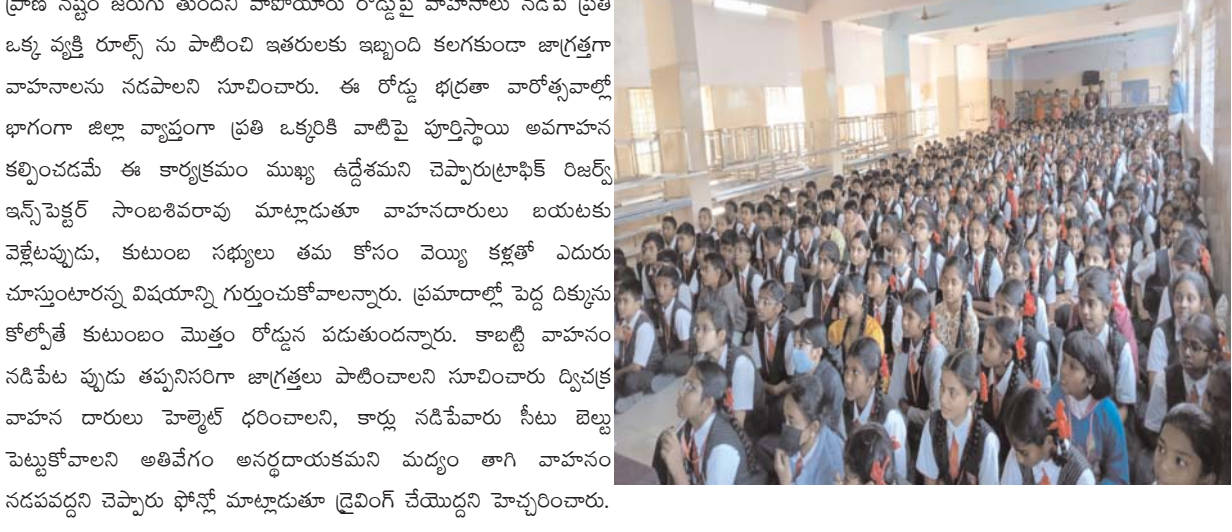 ప్రాణ నష్టం జరుగు తుందని వాపోయారు రోడ్డుపై వాహనాలు నడిపే ప్రతి
ఒక్క వ్యక్తి రూల్స్ ను పాటించి ఇతరులకు ఇబ్బంది కలగకుండా జాగ్రత్తగా
వాహనాలను నడపాలని సూచించారు. ఈ రోడ్డు భద్రతా వారోత్సవాల్లో
భాగంగా జిల్లా వ్యాప్తంగా ప్రతి ఒక్కరికి వాటిపై పూర్తిస్థాయి అవగాహన
కల్పించడమే ఈ కార్యక్రమం ముఖ్య ఉద్దేశమని చెప్పారుట్రాఫిక్ రిజర్వ్
ఇన్స్‌పెక్టర్ సాంబశివరావు మాట్లాడుతూ వాహనదారులు బయటకు
వెళ్లేటప్పుడు, కుటుంబ సభ్యులు తమ కోసం వెయ్యి కళ్లతో ఎదురు
చూస్తుంటారన్న విషయాన్ని గుర్తుంచుకోవాలన్నారు. ప్రమాదాల్లో పెద్ద దిక్కును
కోల్పోతే కుటుంబం మొత్తం రోడ్డున పడుతుందన్నారు. కాబట్టి వాహనం
నడిపేట ప్పుడు తప్పనిసరిగా జాగ్రత్తలు పాటించాలని సూచించారు ద్విచక్ర
వాహన దారులు హెల్మెట్ ధరించాలని, కార్లు నడిపేవారు సీటు బెల్టు
పెట్టుకోవాలని అతివేగం అనర్థదాయకమని మద్యం తాగి వాహనం
నడపవద్దని చెప్పారు ఫోన్లో మాట్లాడుతూ డ్రైవింగ్ చేయొద్దని హెచ్చరించారు.